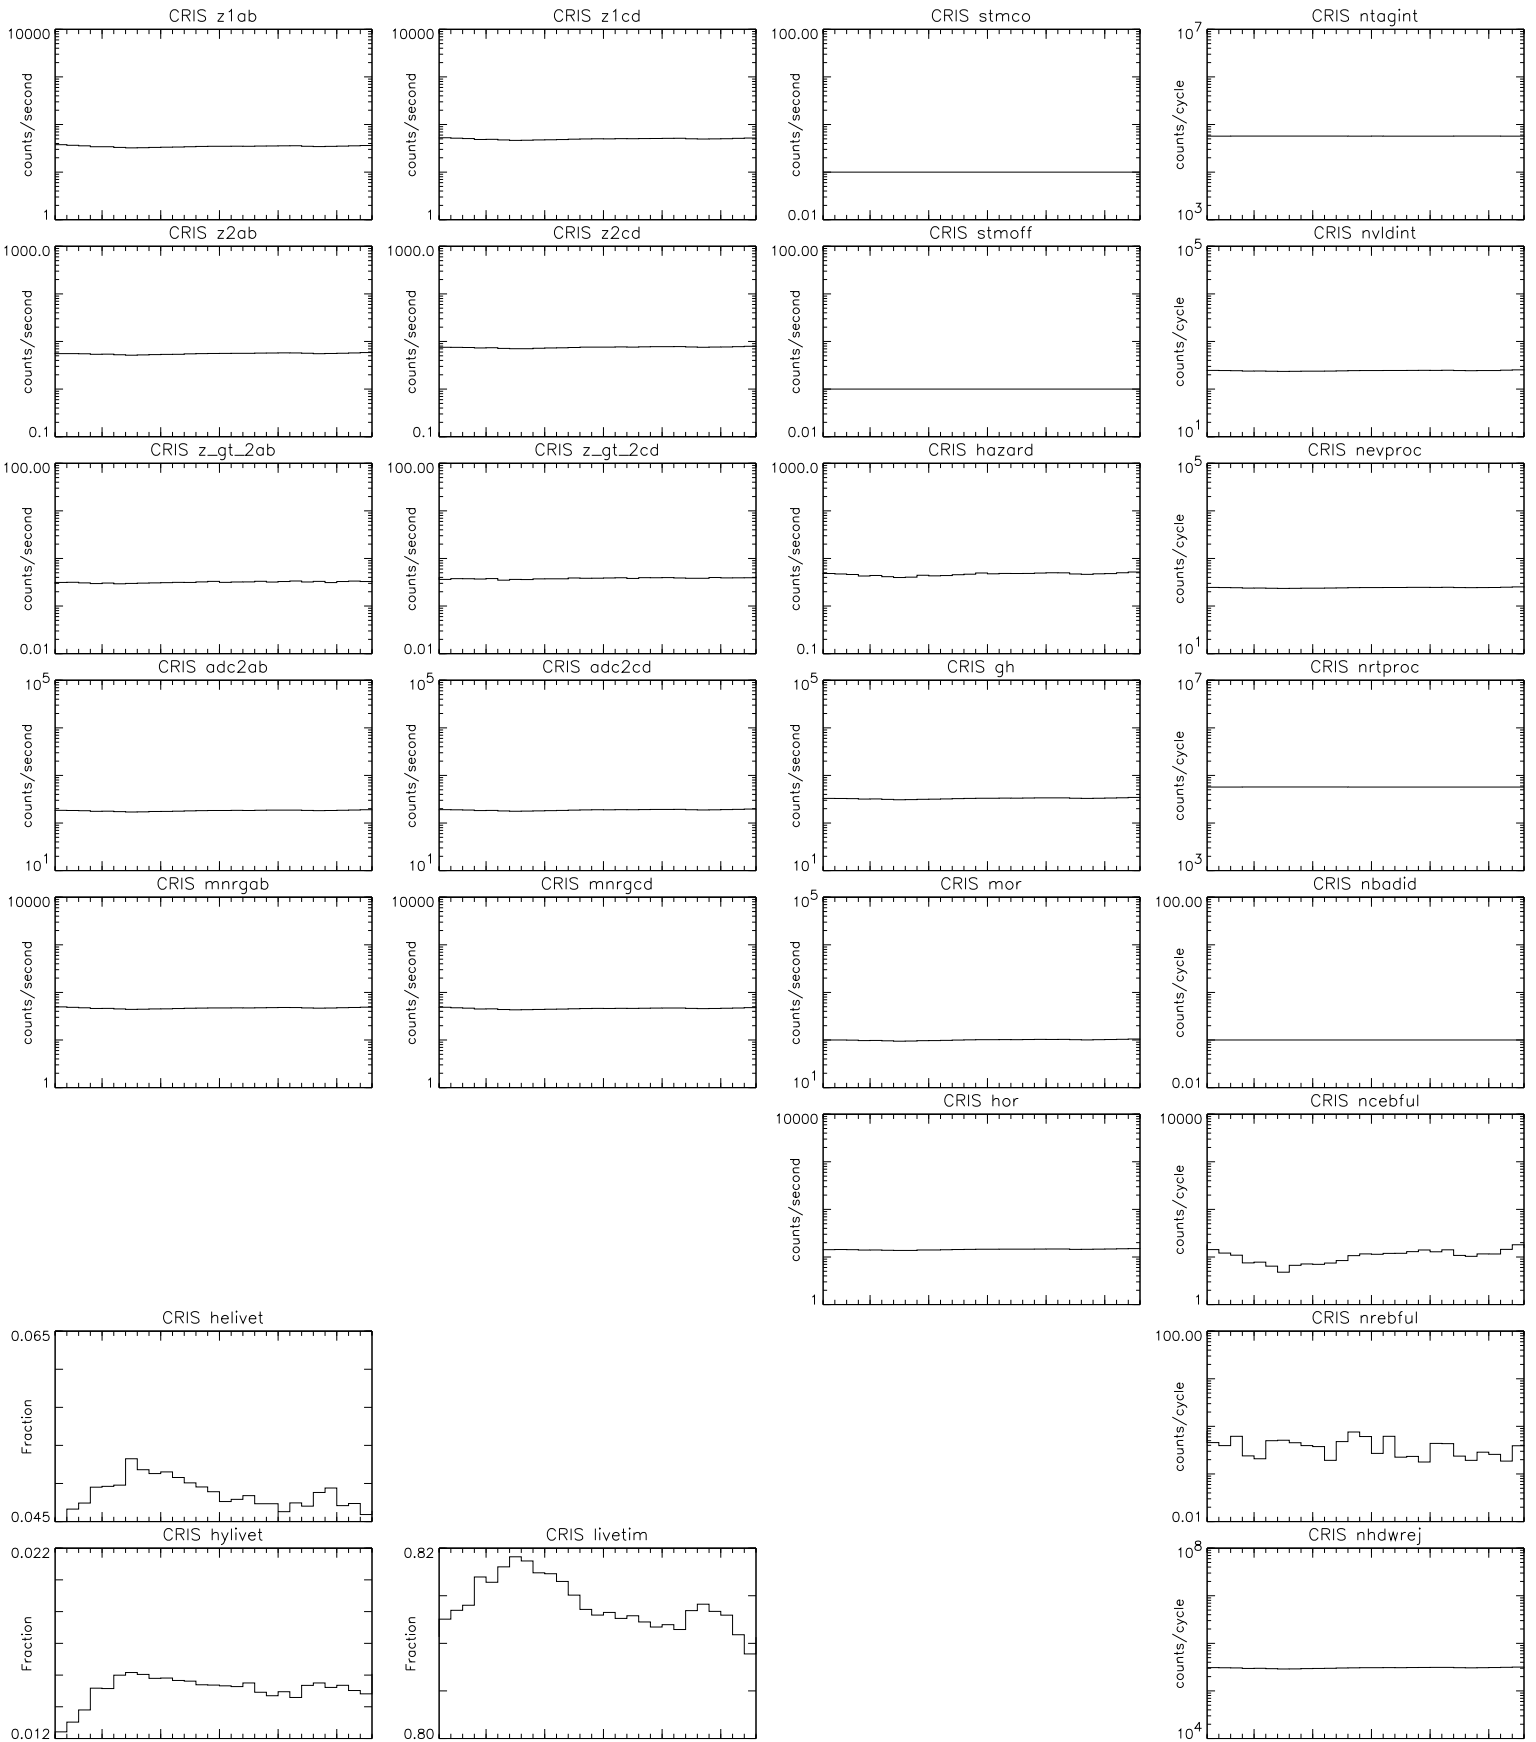 CRIS z1ab
CRIS z1cd
CRIS stmco
CRIS ntagint
10000
counts/second
1
10000
counts/second
1
100.00
counts/second
0.01
10^7
counts/cycle
10^3
CRIS z2ab
CRIS z2cd
CRIS stmoff
CRIS nvldint
1000.0
counts/second
0.1
1000.0
counts/second
0.1
100.00
counts/second
0.01
10^5
counts/cycle
10^1
CRIS z_gt_2ab
CRIS z_gt_2cd
CRIS hazard
CRIS nevproc
100.00
counts/second
0.01
100.00
counts/second
0.01
1000.0
counts/second
0.1
10^5
counts/cycle
10^1
CRIS adc2ab
CRIS adc2cd
CRIS gh
CRIS nrtproc
10^5
counts/second
10^1
10^5
counts/second
10^1
10^5
counts/second
10^1
10^7
counts/cycle
10^3
CRIS mnrgab
CRIS mnrgcd
CRIS mor
CRIS nbadid
10000
counts/second
1
10000
counts/second
1
10^5
counts/second
10^1
100.00
counts/cycle
0.01
CRIS hor
CRIS ncebful
10000
counts/second
1
10000
counts/cycle
1
CRIS helivet
CRIS nrebful
0.065
Fraction
0.045
100.00
counts/cycle
0.01
CRIS hylivet
CRIS livetim
CRIS nhdwrej
0.022
Fraction
0.012
0.82
Fraction
0.80
10^8
counts/cycle
10^4